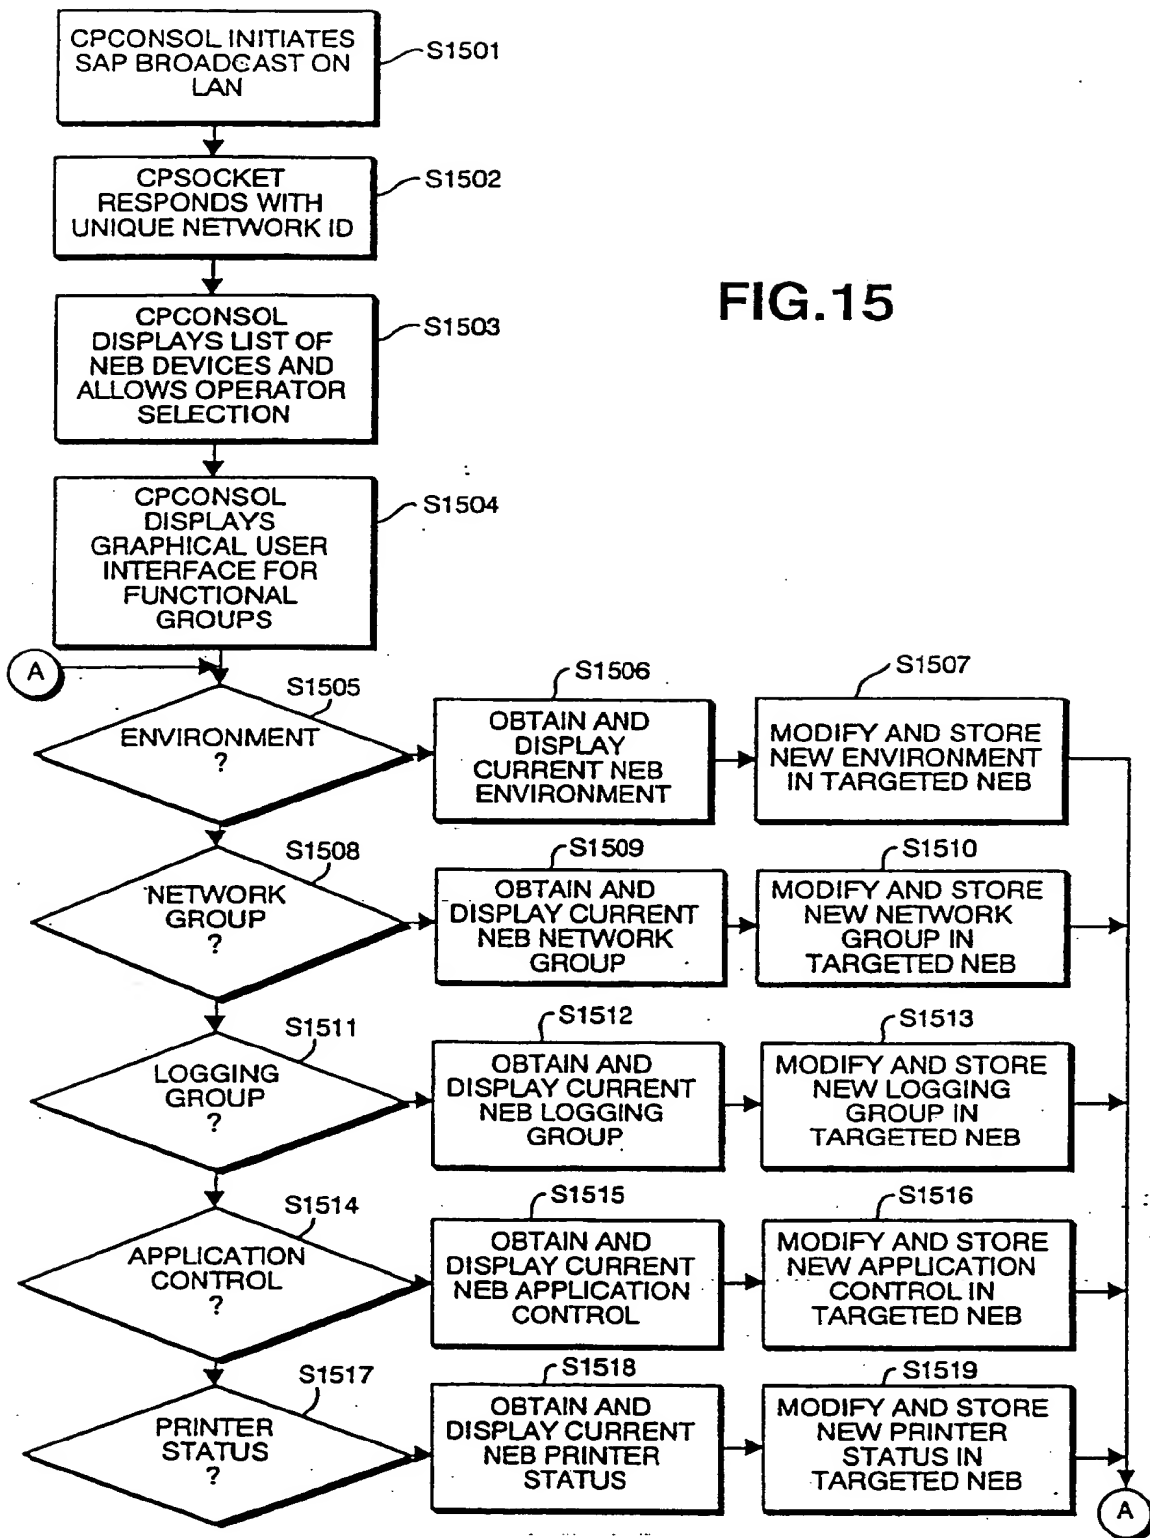 CPCONSOL INITIATES
SAP BROADCAST ON
LAN
S1501
CPSOCKET
RESPONDS WITH
UNIQUE NETWORK ID
S1502
FIG.15
CPCONSOL
DISPLAYS LIST OF
NEB DEVICES AND
ALLOWS OPERATOR
SELECTION
S1503
CPCONSOL
DISPLAYS
GRAPHICAL USER
INTERFACE FOR
FUNCTIONAL
GROUPS
S1504
A
S1505
ENVIRONMENT
?
S1506
OBTAIN AND
DISPLAY
CURRENT NEB
ENVIRONMENT
S1507
MODIFY AND STORE
NEW ENVIRONMENT
IN TARGETED NEB
S1508
NETWORK
GROUP
?
S1509
OBTAIN AND
DISPLAY CURRENT
NEB NETWORK
GROUP
S1510
MODIFY AND STORE
NEW NETWORK
GROUP IN
TARGETED NEB
S1511
LOGGING
GROUP
?
S1512
OBTAIN AND
DISPLAY CURRENT
NEB LOGGING
GROUP
S1513
MODIFY AND STORE
NEW LOGGING
GROUP IN
TARGETED NEB
S1514
APPLICATION
CONTROL
?
S1515
OBTAIN AND
DISPLAY CURRENT
NEB APPLICATION
CONTROL
S1516
MODIFY AND STORE
NEW APPLICATION
CONTROL IN
TARGETED NEB
S1517
PRINTER
STATUS
?
S1518
OBTAIN AND
DISPLAY CURRENT
NEB PRINTER
STATUS
S1519
MODIFY AND STORE
NEW PRINTER
STATUS IN
TARGETED NEB
A